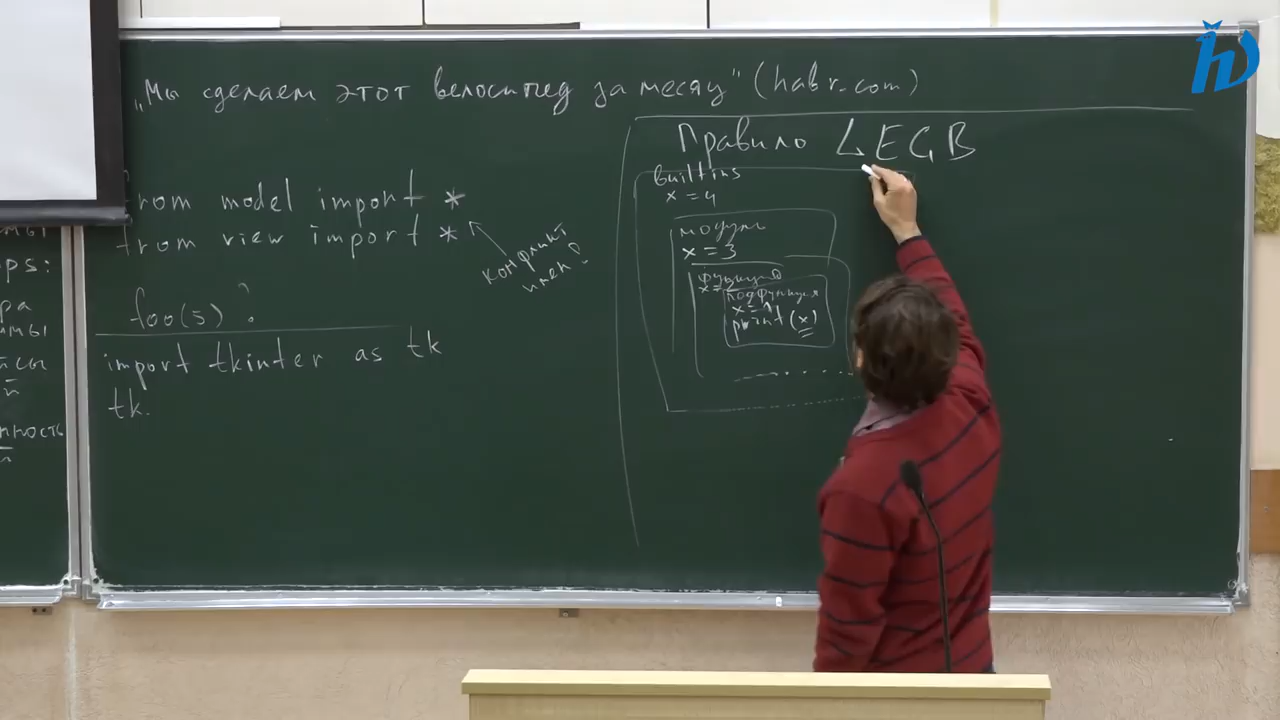 „Мы сделаем этот велосипед за месяц" (habr.com)
from model import *
from view import *
конфликт
имен?
foo(5) ?
import tkinter as tk
tk.
Правило LEGB
builtins
x = 4
модуль
x = 3
функция
x =
подфункция
x = 1
print(x)
ps: